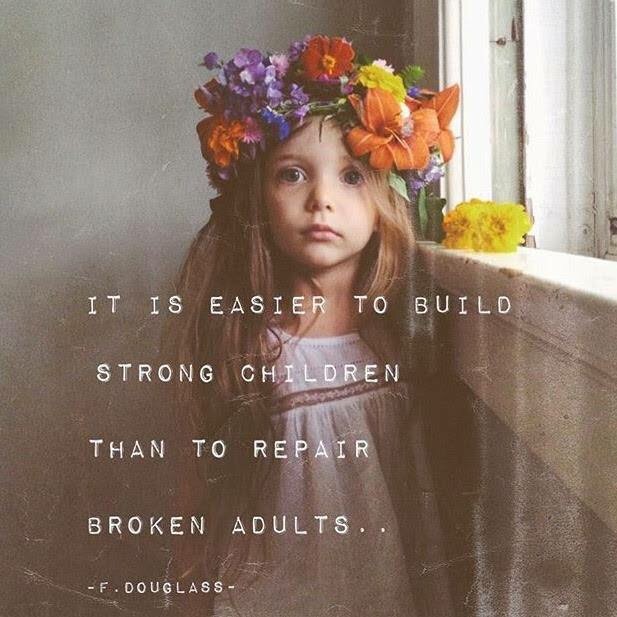 IT IS EASIER TO BUILD
STRONG CHILDREN
THAN TO REPAIR
BROKEN ADULTS..
-F.DOUGLASS-